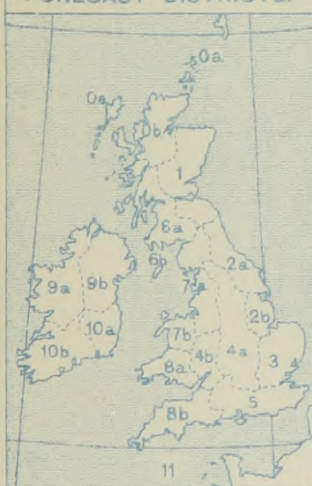 FORECAST DISTRICTS.
0a
0a
0b
1
6a
6b
2a
7a
9a
9b
2b
10a
7b
4a
3
10b
8a
4b
5
8b
11